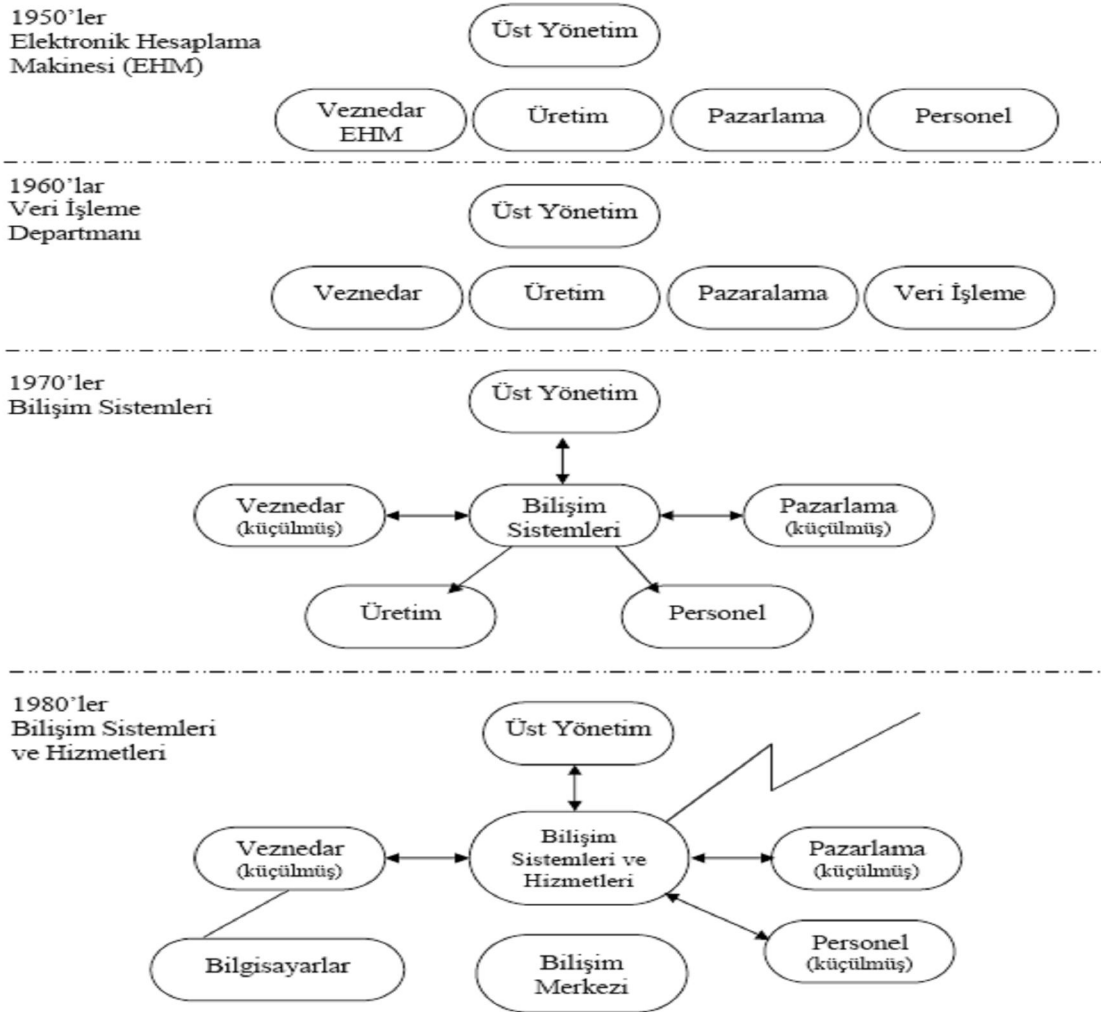 1950’ler
Elektronik Hesaplama
Makinesi (EHM)
Üst Yönetim
Veznedar
EHM
Üretim
Pazarlama
Personel
1960’lar
Veri İşleme
Departmanı
Üst Yönetim
Veznedar
Üretim
Pazaralama
Veri İşleme
1970’ler
Bilişim Sistemleri
Üst Yönetim
Veznedar
(küçülmüş)
Bilişim
Sistemleri
Pazarlama
(küçülmüş)
Üretim
Personel
1980’ler
Bilişim Sistemleri
ve Hizmetleri
Üst Yönetim
Veznedar
(küçülmüş)
Bilişim
Sistemleri ve
Hizmetleri
Pazarlama
(küçülmüş)
Bilgisayarlar
Bilişim
Merkezi
Personel
(küçülmüş)